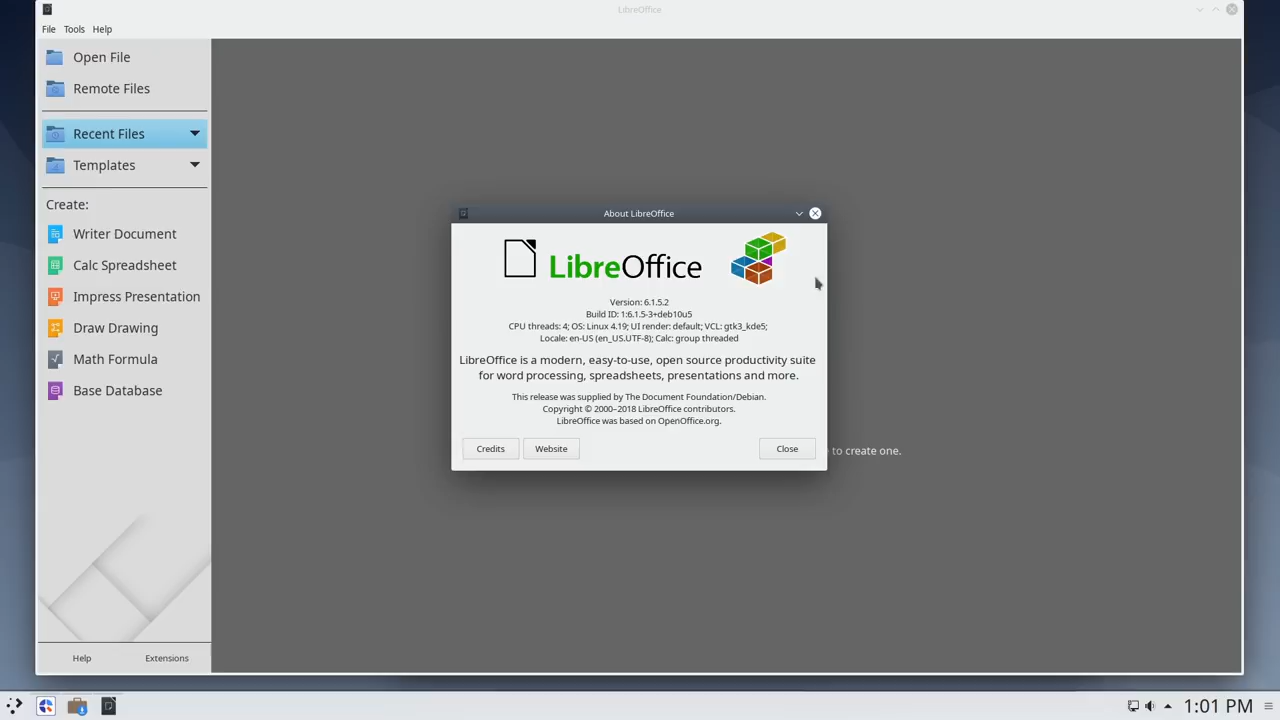 LibreOffice
File Tools Help
Open File
Remote Files
Recent Files
Templates
Create:
Writer Document
Calc Spreadsheet
Impress Presentation
Draw Drawing
Math Formula
Base Database
Help Extensions
About LibreOffice
LibreOffice
Version: 6.1.5.2
Build ID: 1:6.1.5-3+deb10u5
CPU threads: 4; OS: Linux 4.19; UI render: default; VCL: gtk3_kde5;
Locale: en-US (en_US.UTF-8); Calc: group threaded
LibreOffice is a modern, easy-to-use, open source productivity suite
for word processing, spreadsheets, presentations and more.
This release was supplied by The Document Foundation/Debian.
Copyright © 2000–2018 LibreOffice contributors.
LibreOffice was based on OpenOffice.org.
Credits Website Close
to create one.
1:01 PM